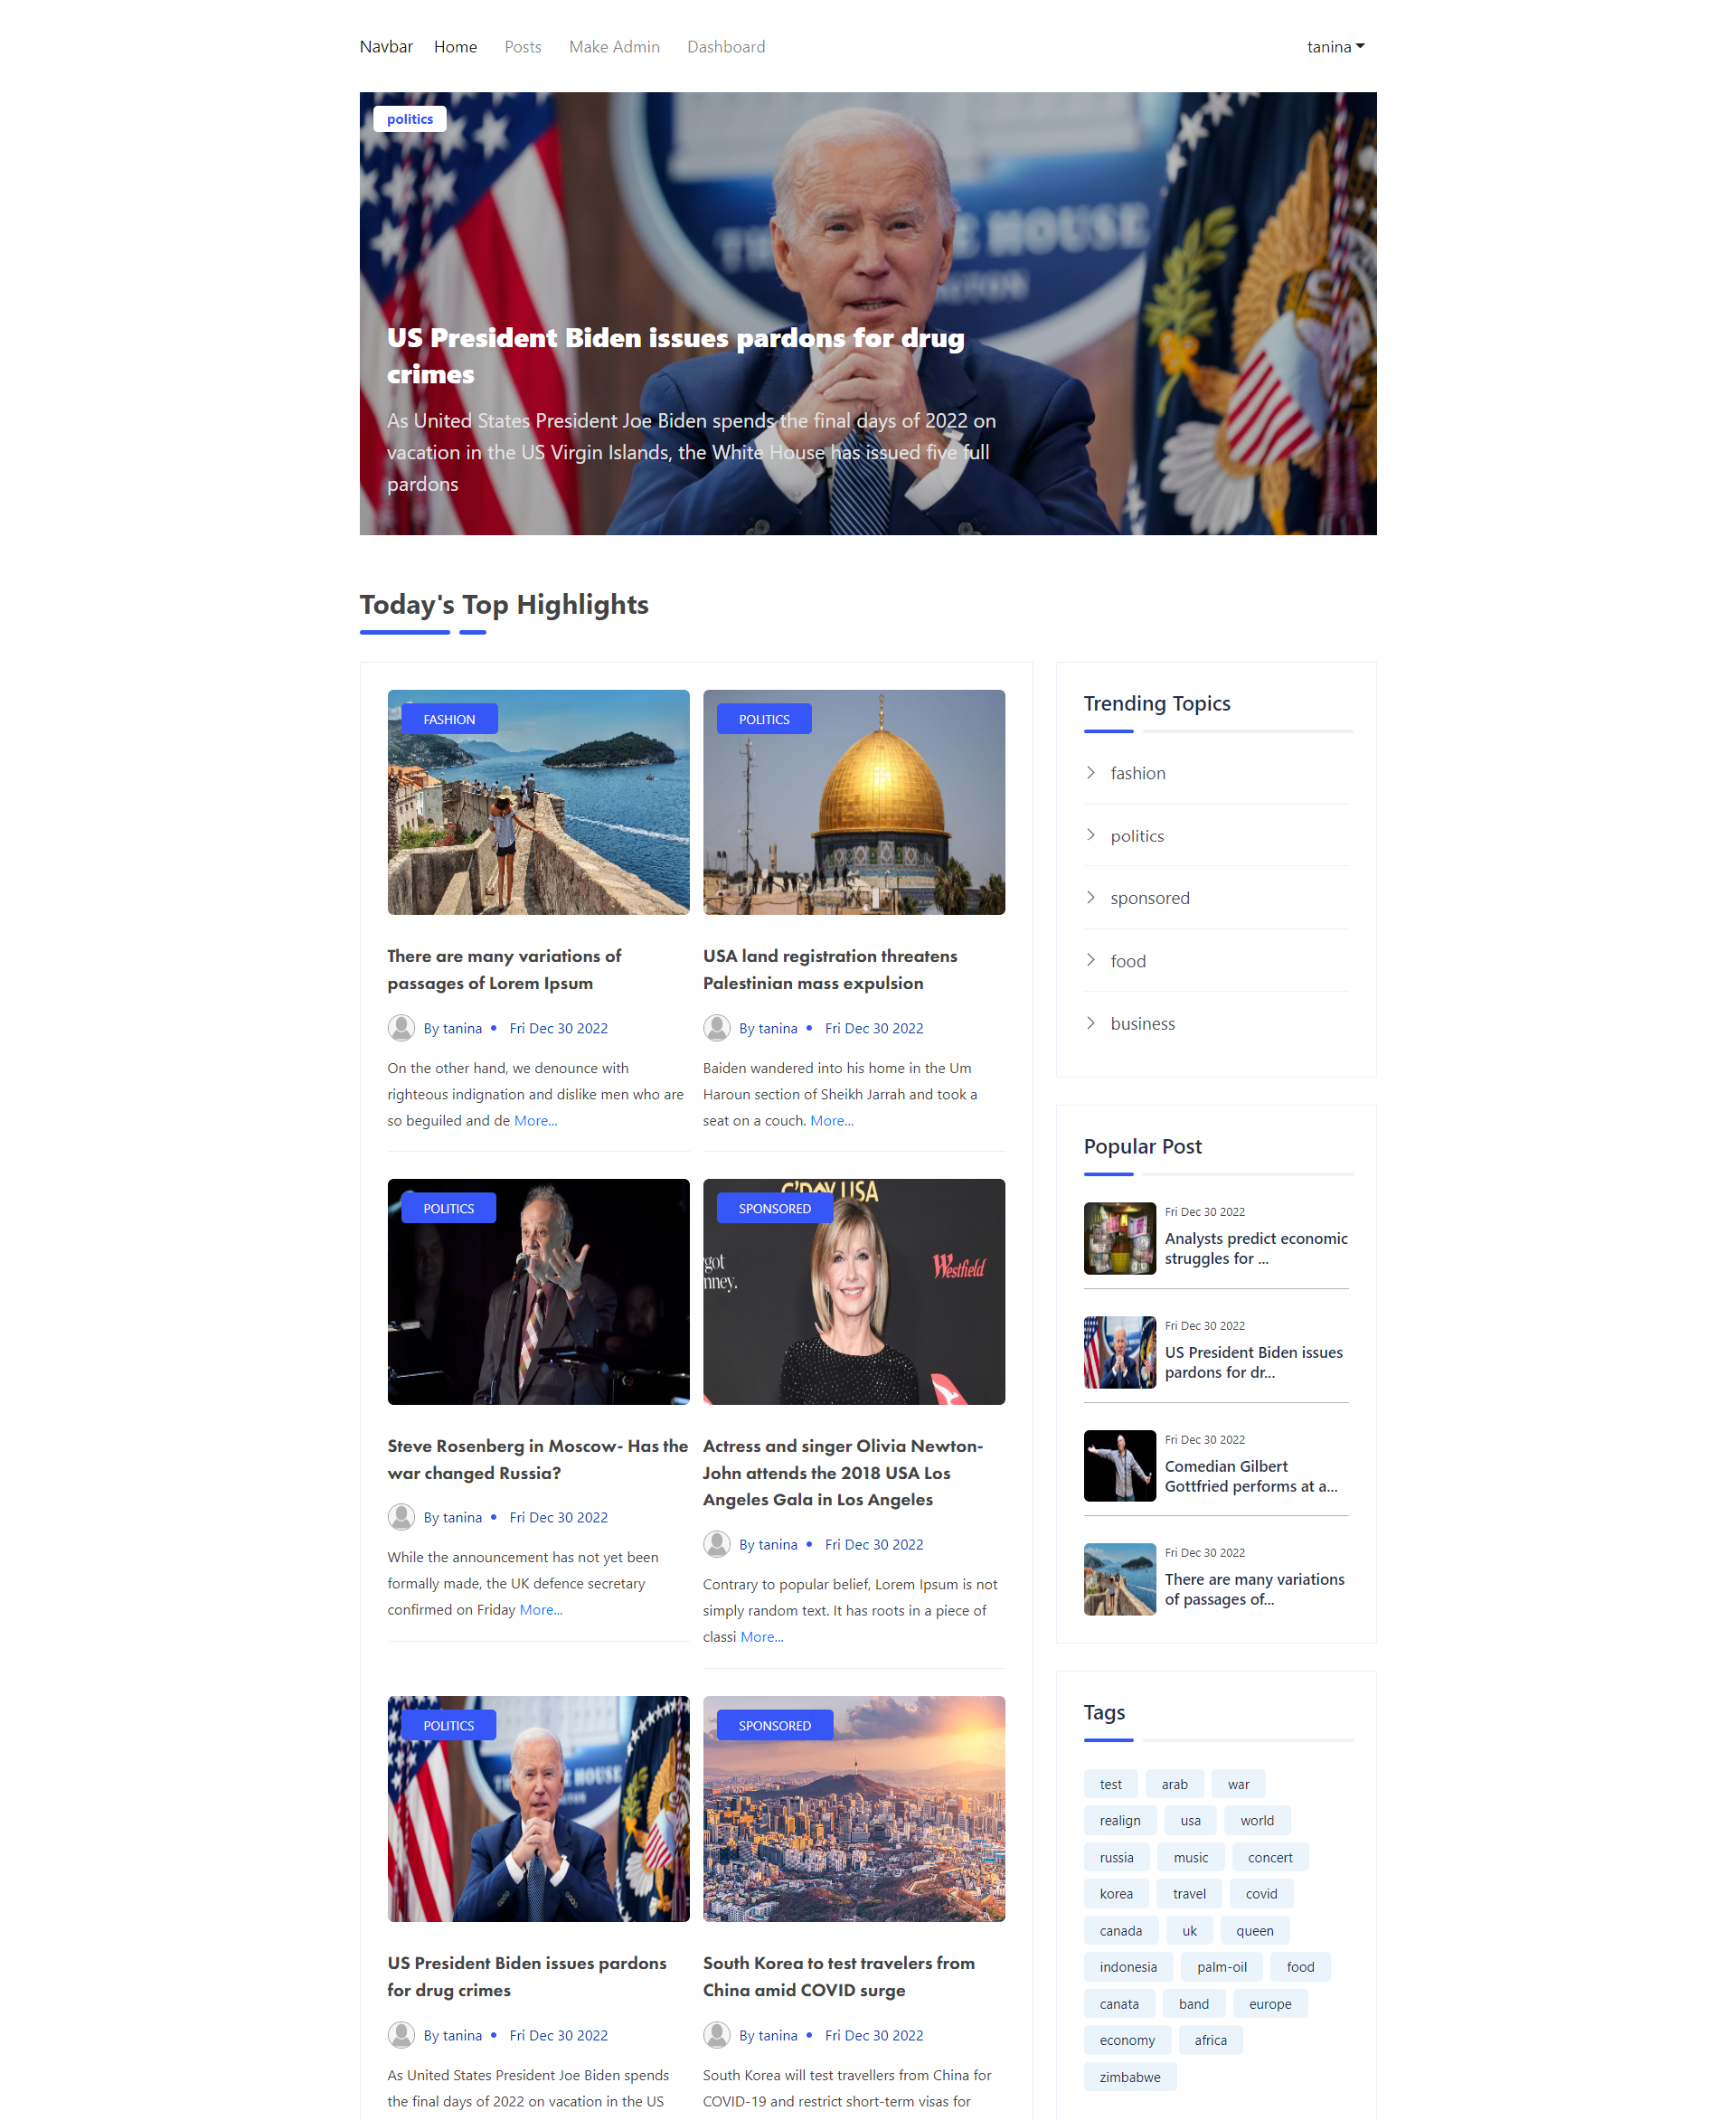 Navbar Home Posts Make Admin Dashboard tanina
politics
THE WHITE HOUSE
US President Biden issues pardons for drug
crimes
As United States President Joe Biden spends the final days of 2022 on
vacation in the US Virgin Islands, the White House has issued five full
pardons
Today's Top Highlights
FASHION
There are many variations of
passages of Lorem Ipsum
By tanina • Fri Dec 30 2022
On the other hand, we denounce with
righteous indignation and dislike men who are
so beguiled and de More...
POLITICS
USA land registration threatens
Palestinian mass expulsion
By tanina • Fri Dec 30 2022
Baiden wandered into his home in the Um
Haroun section of Sheikh Jarrah and took a
seat on a couch. More...
POLITICS
Steve Rosenberg in Moscow- Has the
war changed Russia?
By tanina • Fri Dec 30 2022
While the announcement has not yet been
formally made, the UK defence secretary
confirmed on Friday More...
G'DAY USA
SPONSORED
Westfield
Actress and singer Olivia Newton-
John attends the 2018 USA Los
Angeles Gala in Los Angeles
By tanina • Fri Dec 30 2022
Contrary to popular belief, Lorem Ipsum is not
simply random text. It has roots in a piece of
classi More...
POLITICS
US President Biden issues pardons
for drug crimes
By tanina • Fri Dec 30 2022
As United States President Joe Biden spends
the final days of 2022 on vacation in the US
SPONSORED
South Korea to test travelers from
China amid COVID surge
By tanina • Fri Dec 30 2022
South Korea will test travellers from China for
COVID-19 and restrict short-term visas for
Trending Topics
fashion
politics
sponsored
food
business
Popular Post
Fri Dec 30 2022
Analysts predict economic
struggles for ...
Fri Dec 30 2022
US President Biden issues
pardons for dr...
Fri Dec 30 2022
Comedian Gilbert
Gottfried performs at a...
Fri Dec 30 2022
There are many variations
of passages of...
Tags
test arab war
realign usa world
russia music concert
korea travel covid
canada uk queen
indonesia palm-oil food
canata band europe
economy africa
zimbabwe